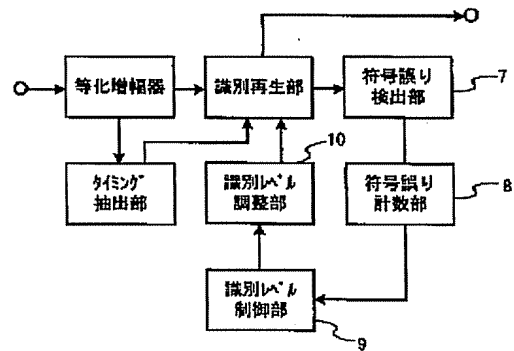 等化増幅器
識別再生部
符号誤り
検出部
7
ﾀｲﾐﾝｸﾞ
抽出部
10
識別ﾚﾍﾞﾙ
調整部
符号誤り
計数部
8
識別ﾚﾍﾞﾙ
制御部
9